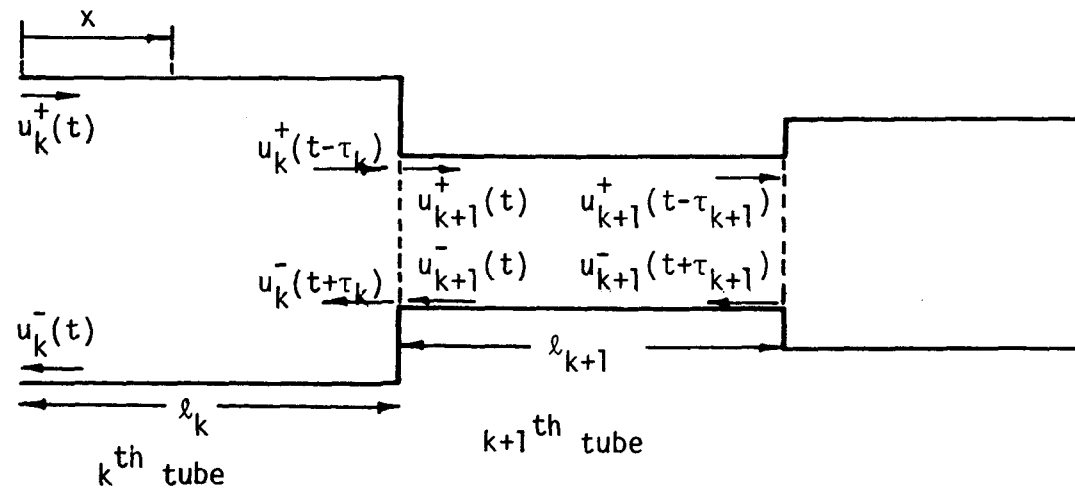 x
u_k^+(t)
u_k^+(t-τ_k)
u_{k+1}^+(t)
u_{k+1}^+(t-τ_{k+1})
u_k^-(t+τ_k)
u_{k+1}^-(t)
u_{k+1}^-(t+τ_{k+1})
u_k^-(t)
ℓ_k
ℓ_{k+1}
k^{th} tube
k+1^{th} tube